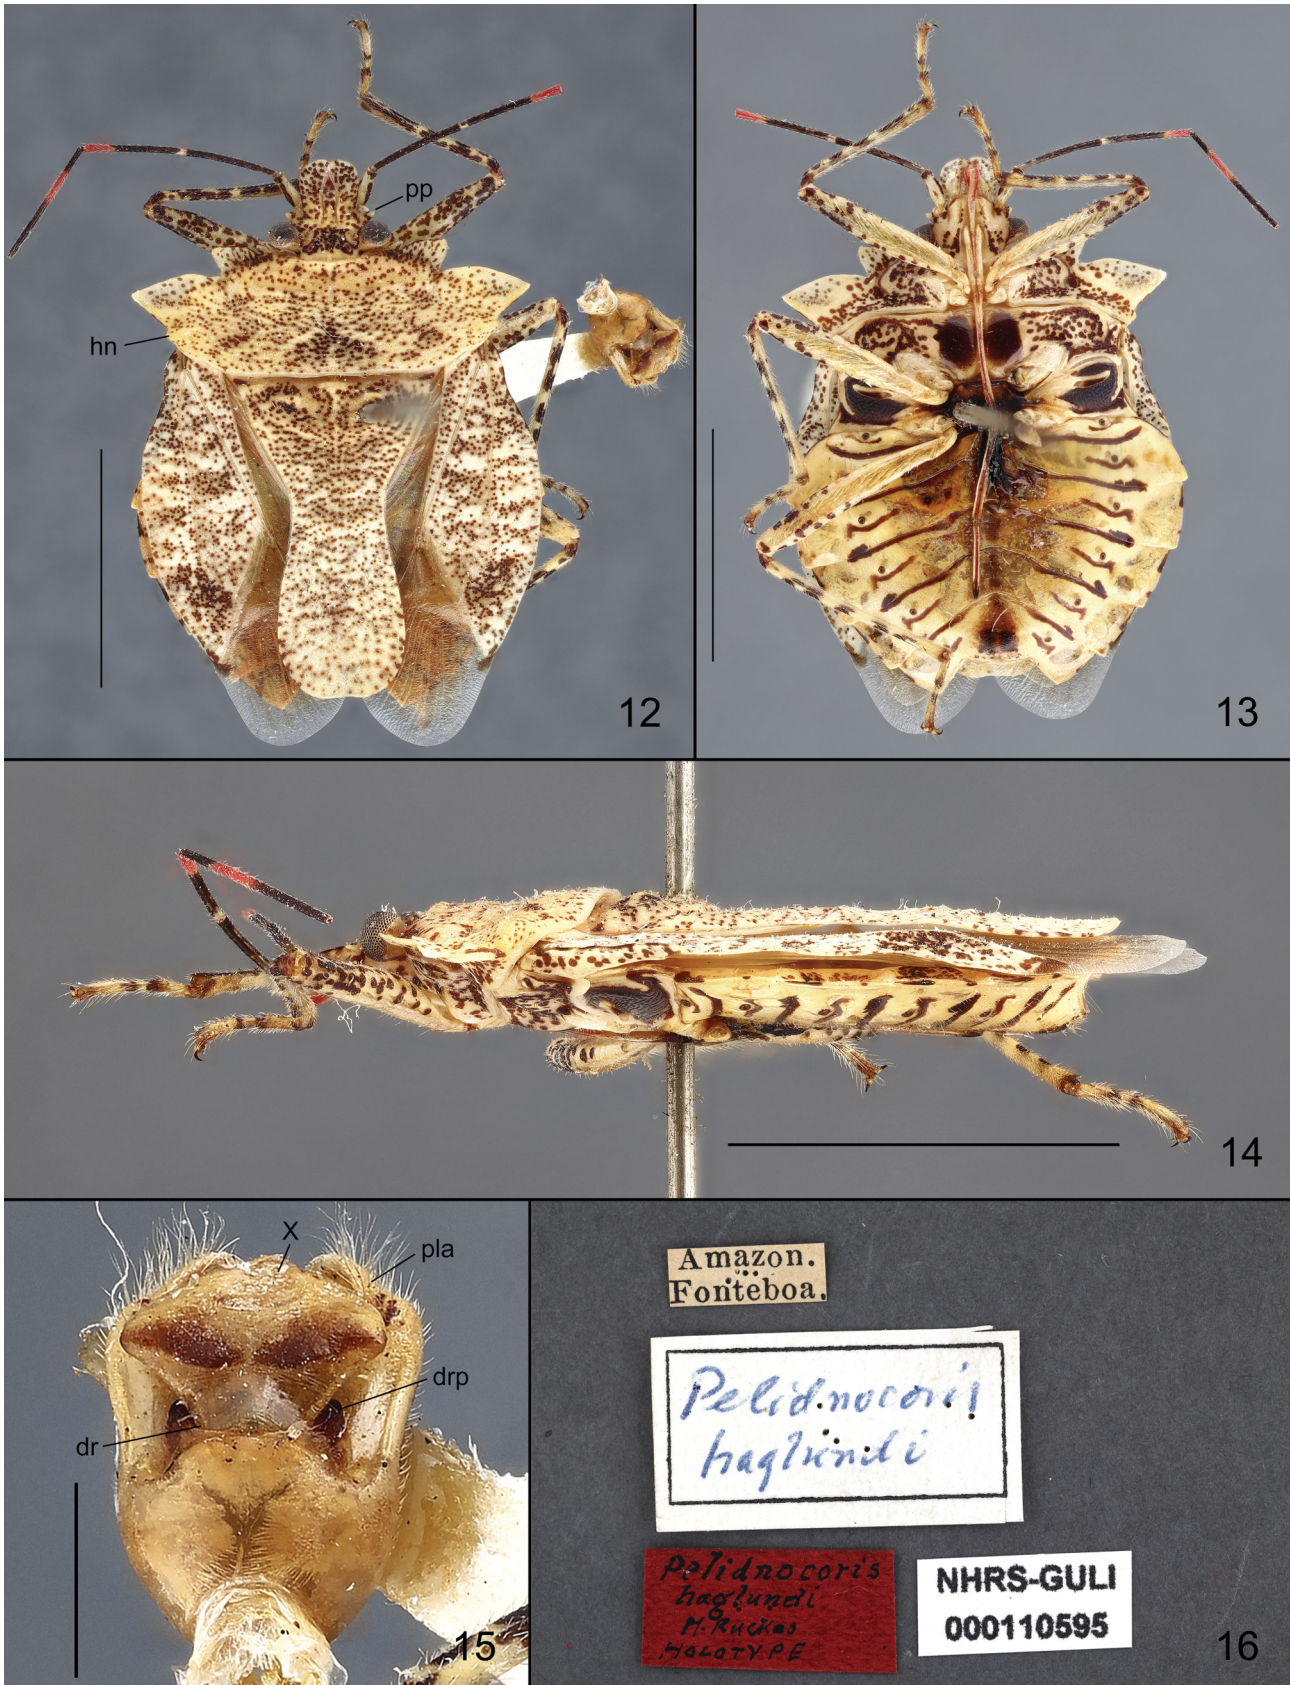 pp
hn
12
13
14
X
pla
drp
dr
15
Amazon.
Fonteboa.
Pelidnocoris
haglundi
Pelidnocoris
haglundi
H. Ruckes
HOLOTYPE
NHRS-GULI
000110595
16